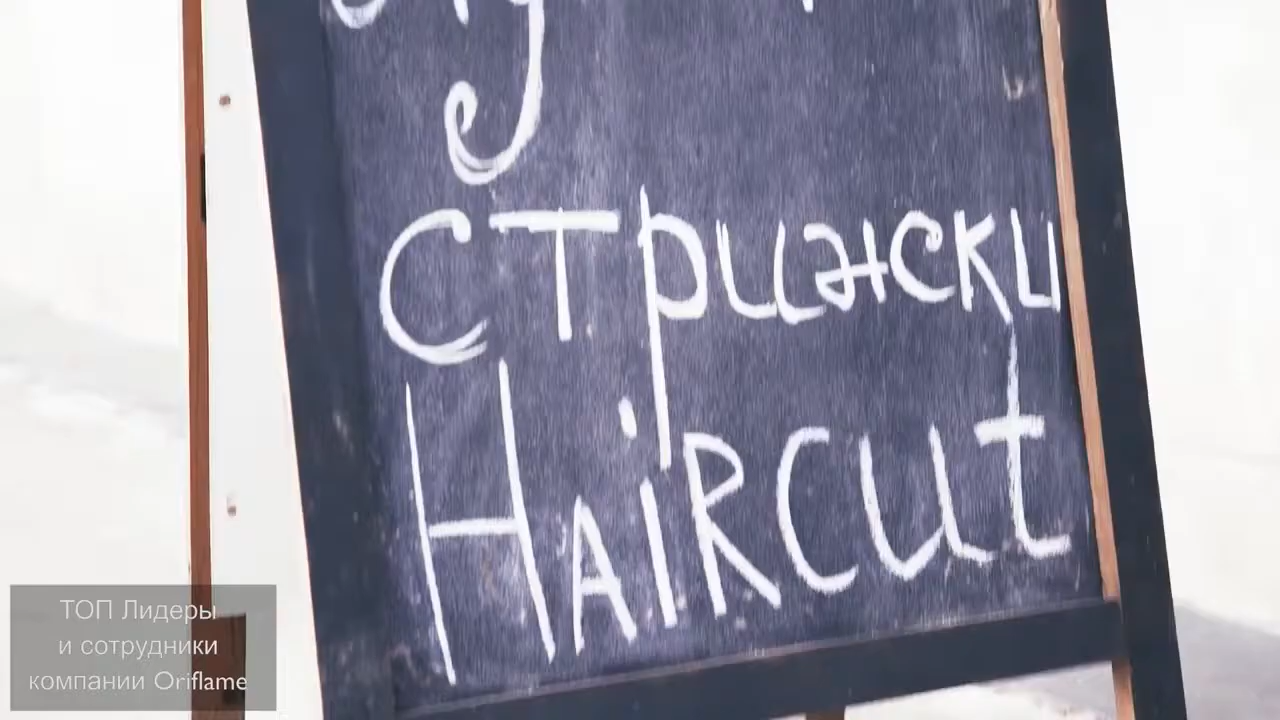 стрижки
Haircut
ТОП Лидеры
и сотрудники
компании Oriflame